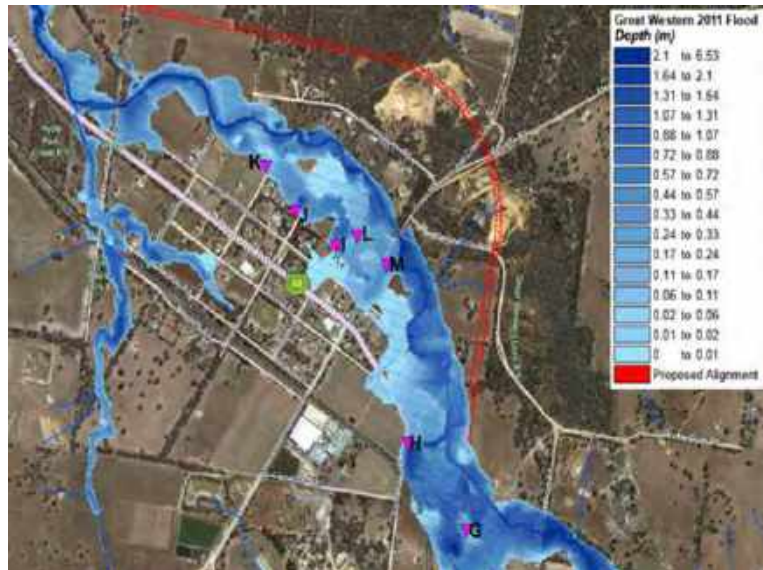 Great Western 2011 Flood
Depth (m)
2.1 to 6.53
1.64 to 2.1
1.31 to 1.64
1.07 to 1.31
0.88 to 1.07
0.72 to 0.88
0.57 to 0.72
0.44 to 0.57
0.33 to 0.44
0.24 to 0.33
0.17 to 0.24
0.11 to 0.17
0.06 to 0.11
0.02 to 0.06
0.01 to 0.02
0 to 0.01
Proposed Alignment
K
J
I
L
M
H
G